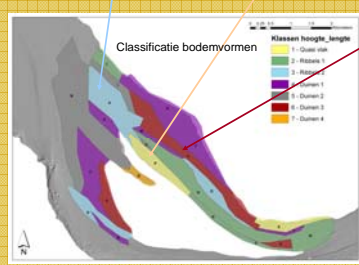 Klassen hoogte_lengte
Classificatie bodemvormen
1 - Quasi vlak
2 - Ribbels 1
3 - Ribbels 2
4 - Duinen 1
5 - Duinen 2
6 - Duinen 3
7 - Duinen 4
N